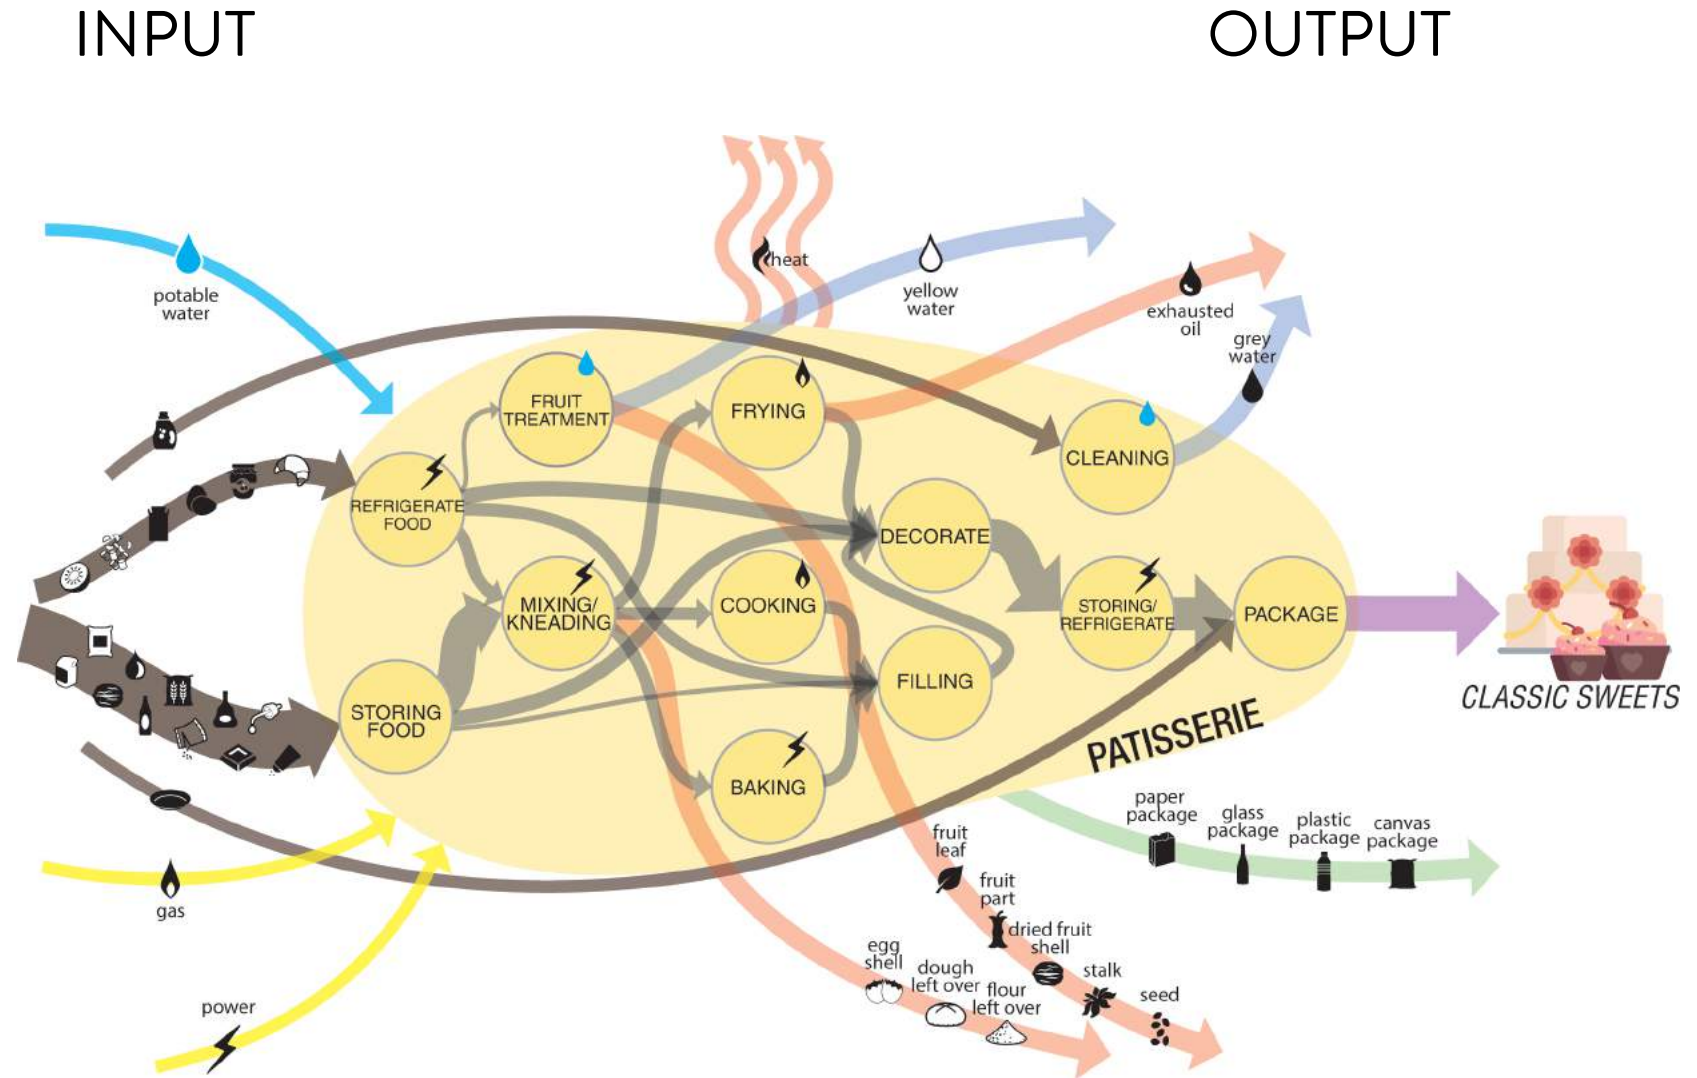 INPUT
OUTPUT
heat
potable
water
yellow
water
exhausted
oil
grey
water
FRUIT
TREATMENT
FRYING
CLEANING
REFRIGERATE
FOOD
DECORATE
MIXING/
KNEADING
COOKING
STORING/
REFRIGERATE
PACKAGE
STORING
FOOD
FILLING
BAKING
PATISSERIE
CLASSIC SWEETS
gas
power
paper
package
glass
package
plastic
package
canvas
package
fruit
leaf
fruit
part
dried fruit
shell
stalk
seed
egg
shell
dough
left over
flour
left over